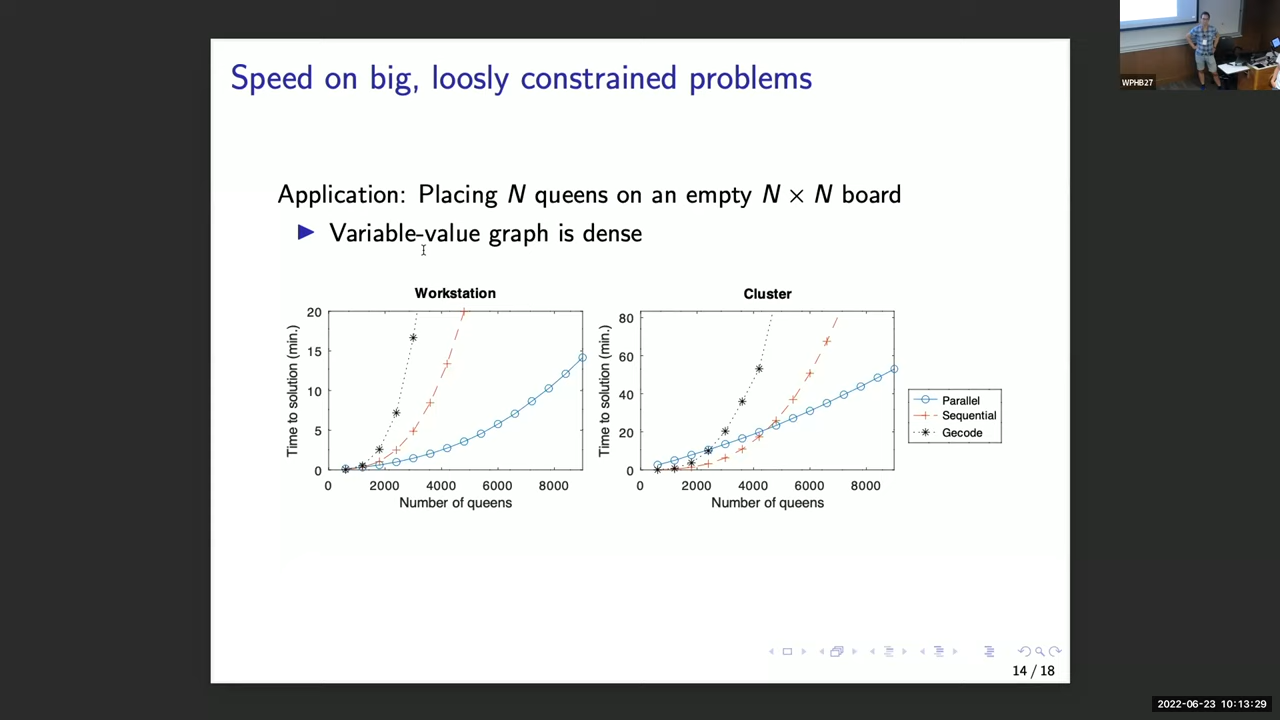 Speed on big, loosly constrained problems
WPHB27
Application: Placing N queens on an empty N × N board
Variable-value graph is dense
Workstation
Time to solution (min.)
20
15
10
5
0
0 2000 4000 6000 8000
Number of queens
Cluster
Time to solution (min.)
80
60
40
20
0
0 2000 4000 6000 8000
Number of queens
Parallel
Sequential
Gecode
14 / 18
2022-06-23 10:13:29